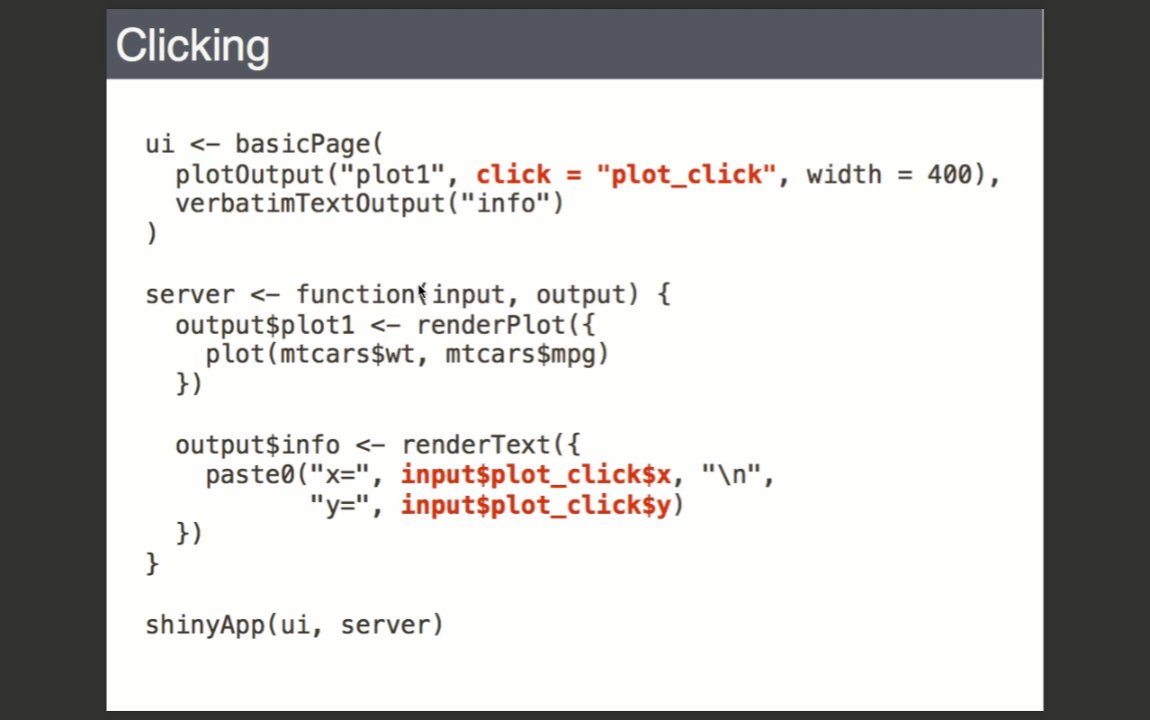 Clicking
ui <- basicPage(
  plotOutput("plot1", click = "plot_click", width = 400),
  verbatimTextOutput("info")
)
server <- function(input, output) {
  output$plot1 <- renderPlot({
    plot(mtcars$wt, mtcars$mpg)
  })
  output$info <- renderText({
    paste0("x=", input$plot_click$x, "\n",
           "y=", input$plot_click$y)
  })
}
shinyApp(ui, server)